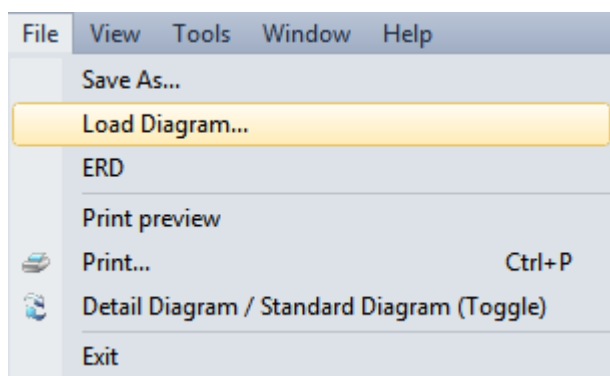 File View Tools Window Help
Save As...
Load Diagram...
ERD
Print preview
Print... Ctrl+P
Detail Diagram / Standard Diagram (Toggle)
Exit